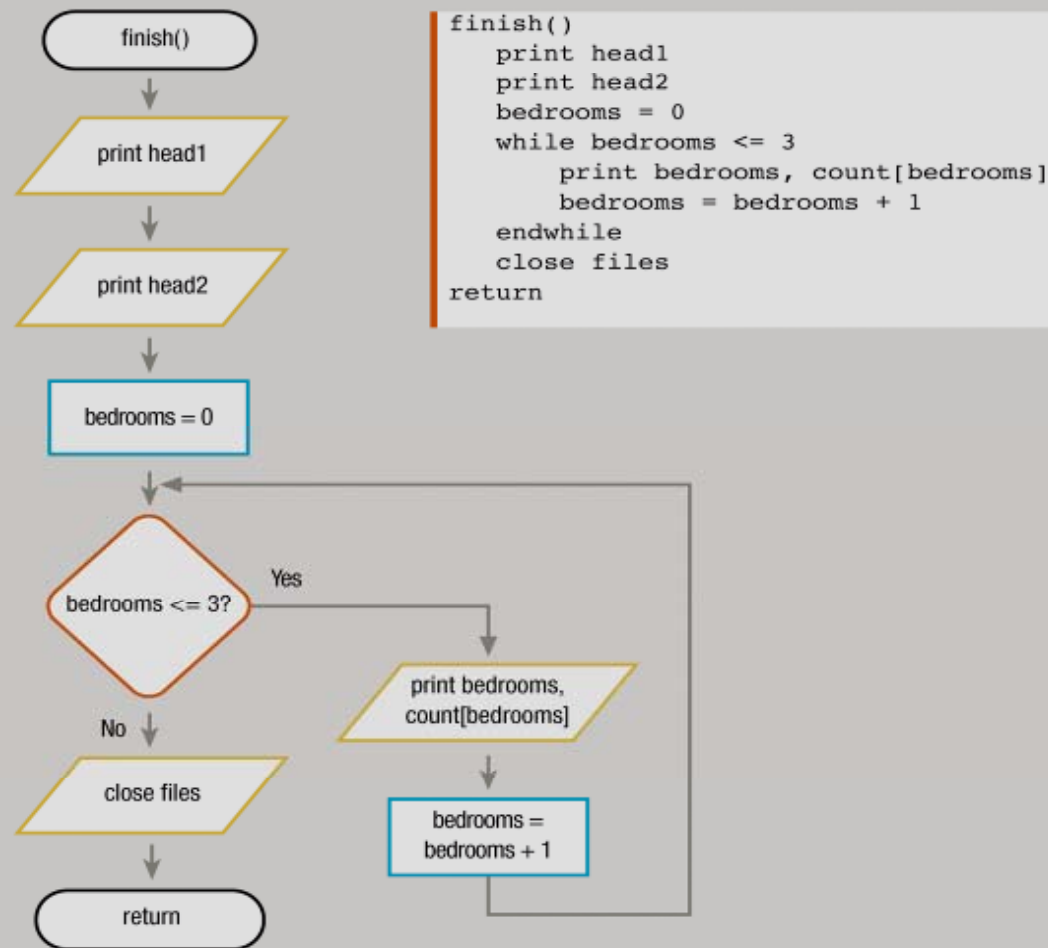 finish()
print head1
print head2
bedrooms = 0
bedrooms <= 3?
Yes
print bedrooms,
count[bedrooms]
bedrooms =
bedrooms + 1
No
close files
return
finish()
print head1
print head2
bedrooms = 0
while bedrooms <= 3
print bedrooms, count[bedrooms]
bedrooms = bedrooms + 1
endwhile
close files
return